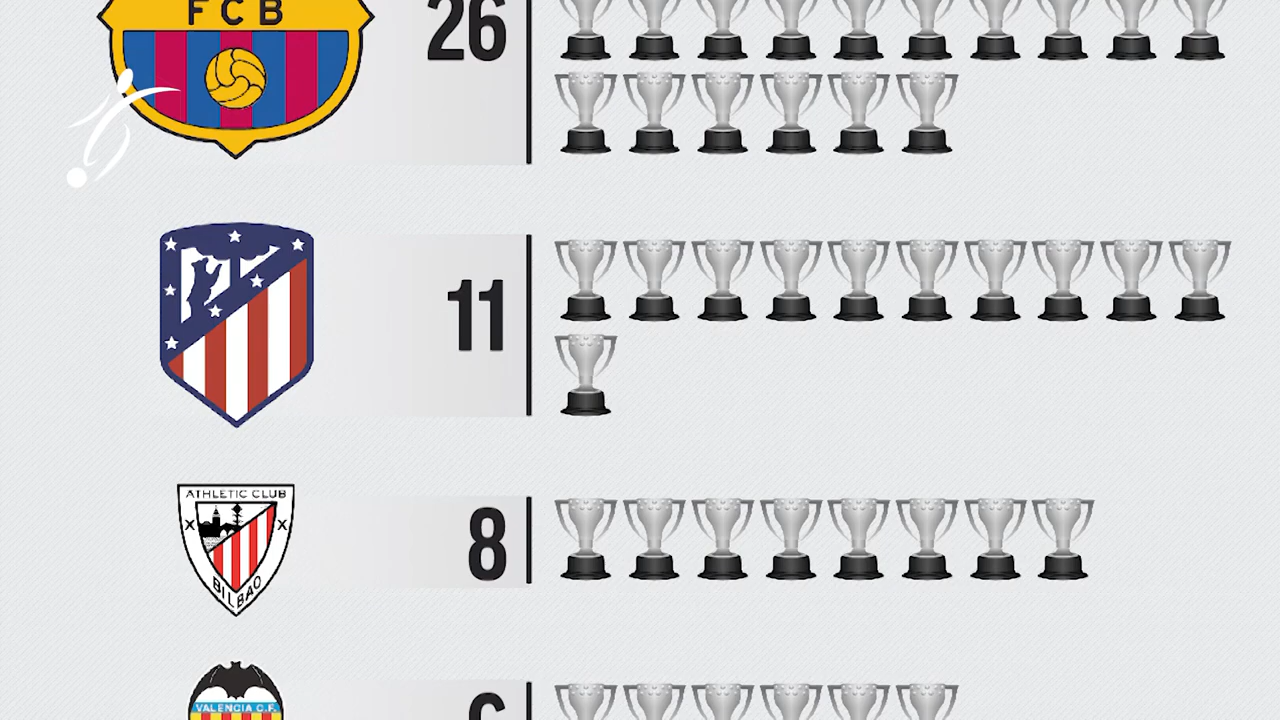 FCB
26
11
ATHLETIC CLUB
BILBAO
8
VALENCIA C.F.